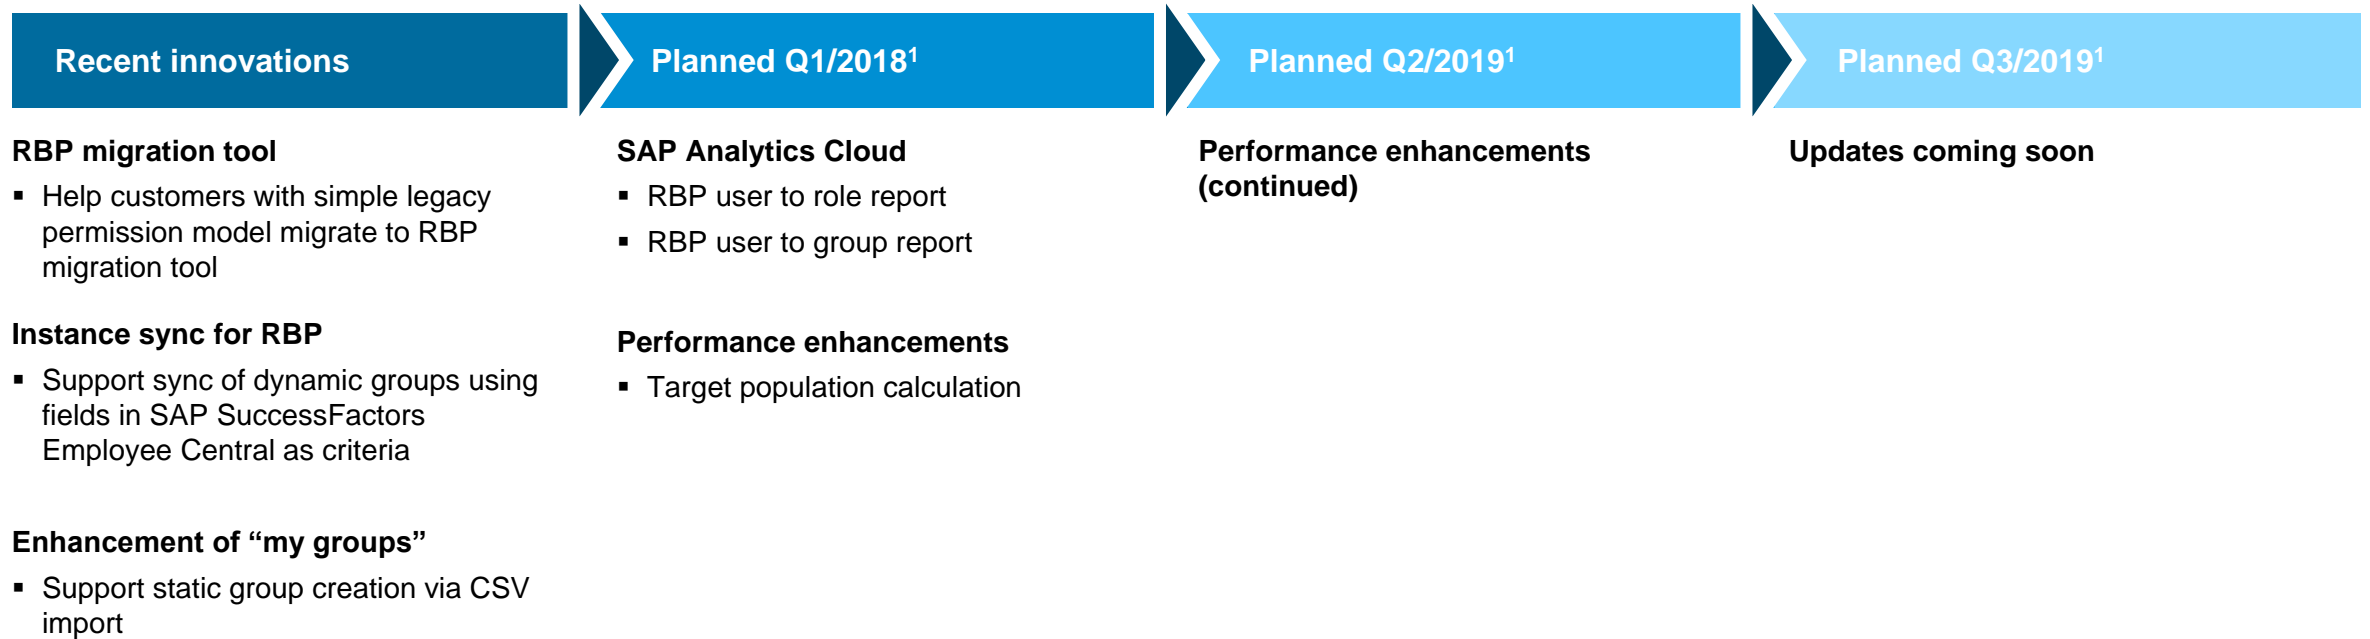 Recent innovations
Planned Q1/2018¹
Planned Q2/2019¹
Planned Q3/2019¹
RBP migration tool
▪ Help customers with simple legacy
permission model migrate to RBP
migration tool
Instance sync for RBP
▪ Support sync of dynamic groups using
fields in SAP SuccessFactors
Employee Central as criteria
Enhancement of “my groups”
▪ Support static group creation via CSV
import
SAP Analytics Cloud
▪ RBP user to role report
▪ RBP user to group report
Performance enhancements
▪ Target population calculation
Performance enhancements
(continued)
Updates coming soon